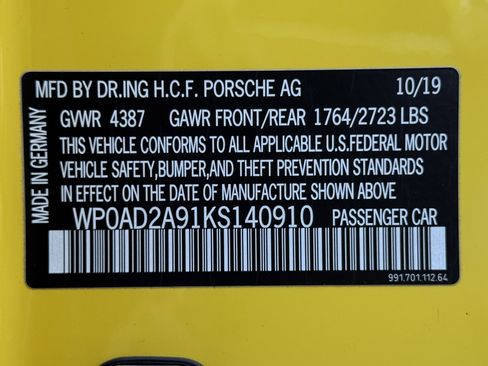 MFD BY DR.ING H.C.F. PORSCHE AG 10/19
GVWR 4387 GAWR FRONT/REAR 1764/2723 LBS
THIS VEHICLE CONFORMS TO ALL APPLICABLE U.S.FEDERAL MOTOR
VEHICLE SAFETY,BUMPER,AND THEFT PREVENTION STANDARDS
IN EFFECT ON THE DATE OF MANUFACTURE SHOWN ABOVE
WP0AD2A91KS140910 PASSENGER CAR
991.701.112.64
MADE IN GERMANY